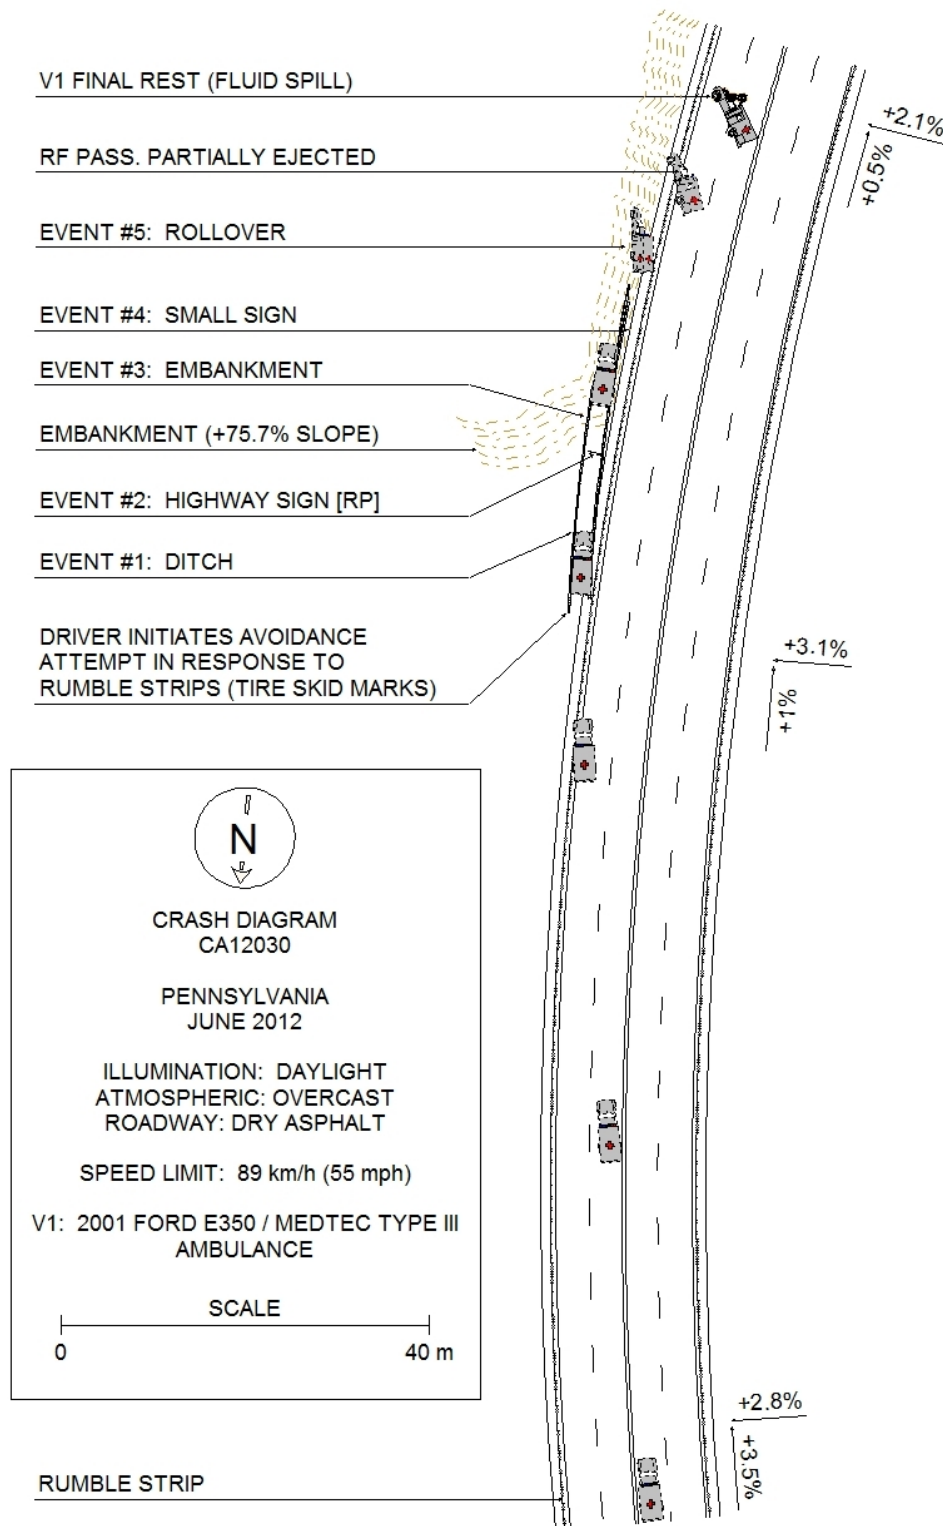 V1 FINAL REST (FLUID SPILL)
RF PASS. PARTIALLY EJECTED
EVENT #5: ROLLOVER
EVENT #4: SMALL SIGN
EVENT #3: EMBANKMENT
EMBANKMENT (+75.7% SLOPE)
EVENT #2: HIGHWAY SIGN [RP]
EVENT #1: DITCH
DRIVER INITIATES AVOIDANCE
ATTEMPT IN RESPONSE TO
RUMBLE STRIPS (TIRE SKID MARKS)
+2.1%
+0.5%
+3.1%
+1%
N
CRASH DIAGRAM
CA12030
PENNSYLVANIA
JUNE 2012
ILLUMINATION: DAYLIGHT
ATMOSPHERIC: OVERCAST
ROADWAY: DRY ASPHALT
SPEED LIMIT: 89 km/h (55 mph)
V1: 2001 FORD E350 / MEDTEC TYPE III
AMBULANCE
SCALE
0 40 m
+2.8%
+3.5%
RUMBLE STRIP